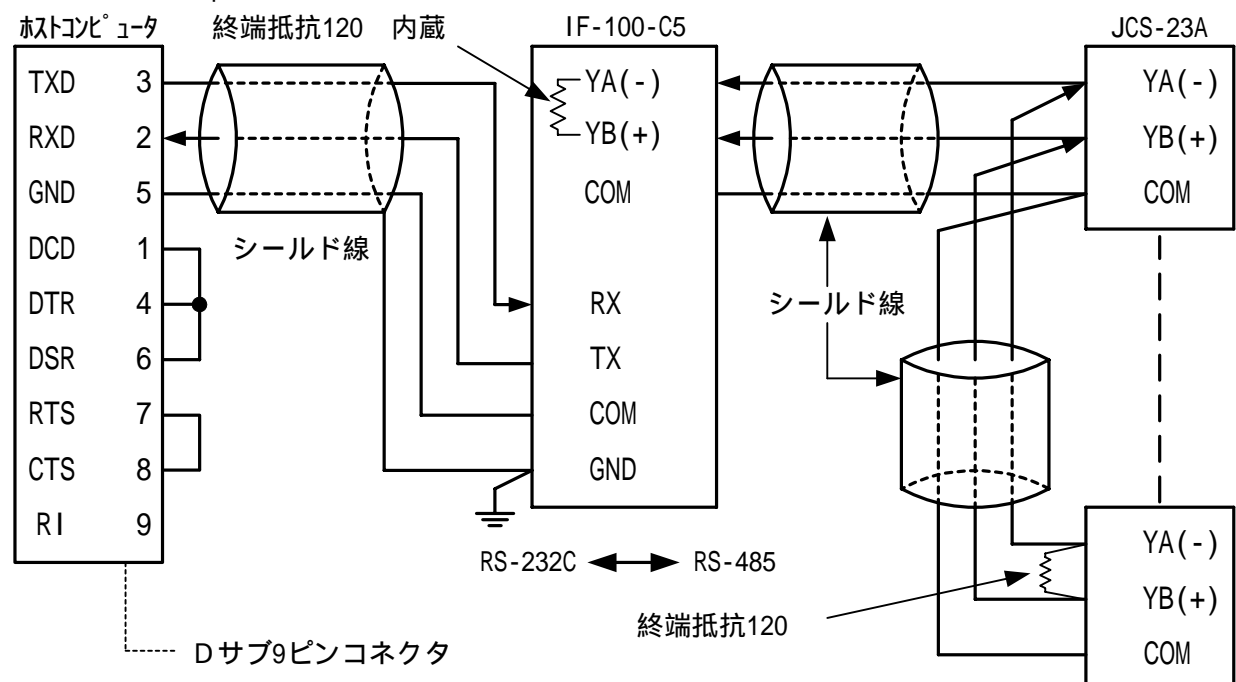 ﾎｽﾄｺﾝﾋﾟｭｰﾀ
終端抵抗120 内蔵
IF-100-C5
JCS-23A
TXD 3
RXD 2
GND 5
DCD 1
DTR 4
DSR 6
RTS 7
CTS 8
RI 9
シールド線
YA(-)
YB(+)
COM
RX
TX
COM
GND
シールド線
YA(-)
YB(+)
COM
RS-232C
RS-485
終端抵抗120
YA(-)
YB(+)
COM
Dサブ9ピンコネクタ